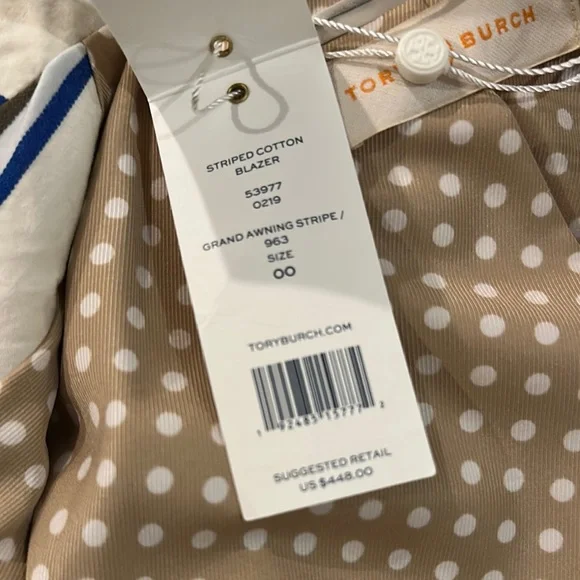 TORY BURCH
STRIPED COTTON
BLAZER
53977
0219
GRAND AWNING STRIPE /
963
SIZE
00
TORYBURCH.COM
1 92485 15777 2
SUGGESTED RETAIL
US $448.00